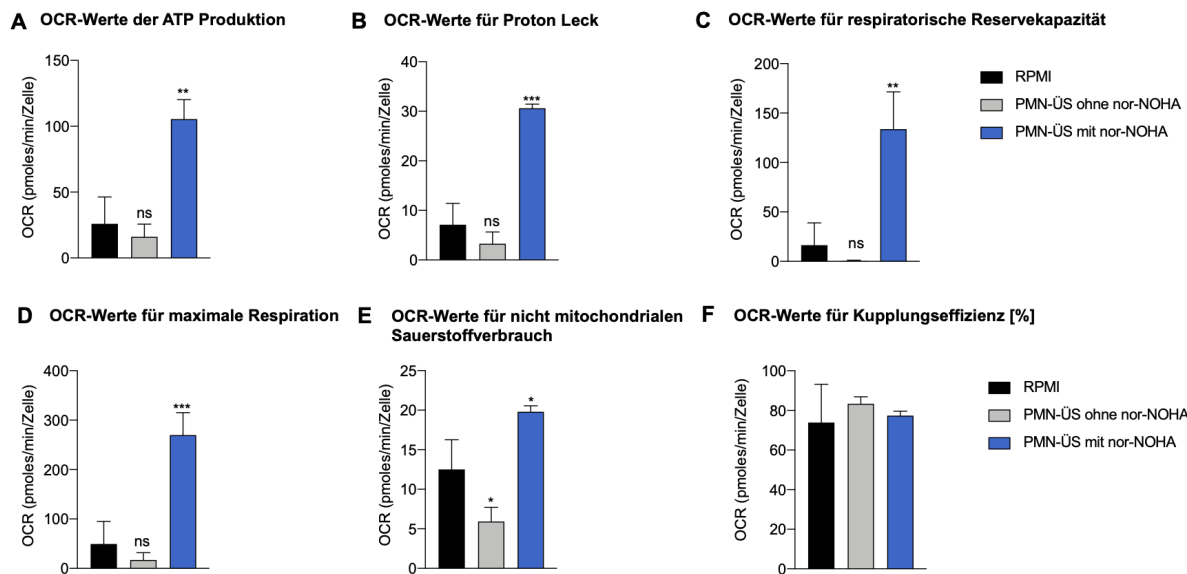 A OCR-Werte der ATP Produktion
OCR (pmoles/min/Zelle)
150
100
50
0
ns
**
B OCR-Werte für Proton Leck
OCR (pmoles/min/Zelle)
40
30
20
10
0
ns
***
C OCR-Werte für respiratorische Reservekapazität
OCR (pmoles/min/Zelle)
200
150
100
50
0
ns
**
RPMI
PMN-ÜS ohne nor-NOHA
PMN-ÜS mit nor-NOHA
D OCR-Werte für maximale Respiration
OCR (pmoles/min/Zelle)
400
300
200
100
0
ns
***
E OCR-Werte für nicht mitochondrialen
Sauerstoffverbrauch
OCR (pmoles/min/Zelle)
25
20
15
10
5
0
*
*
F OCR-Werte für Kupplungseffizienz [%]
OCR (pmoles/min/Zelle)
100
80
60
40
20
0
RPMI
PMN-ÜS ohne nor-NOHA
PMN-ÜS mit nor-NOHA